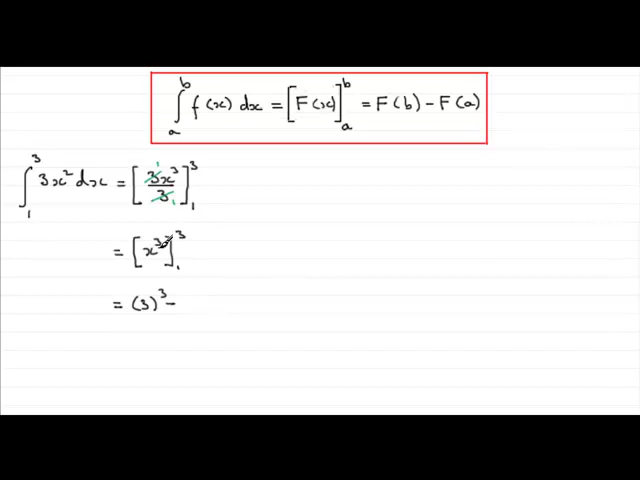 ∫ₐᵇ f(x) dx = [F(x)]ₐᵇ = F(b) − F(a)
∫₁³ 3x² dx = [3x³/3]₁³
= [x³]₁³
= (3)³ −